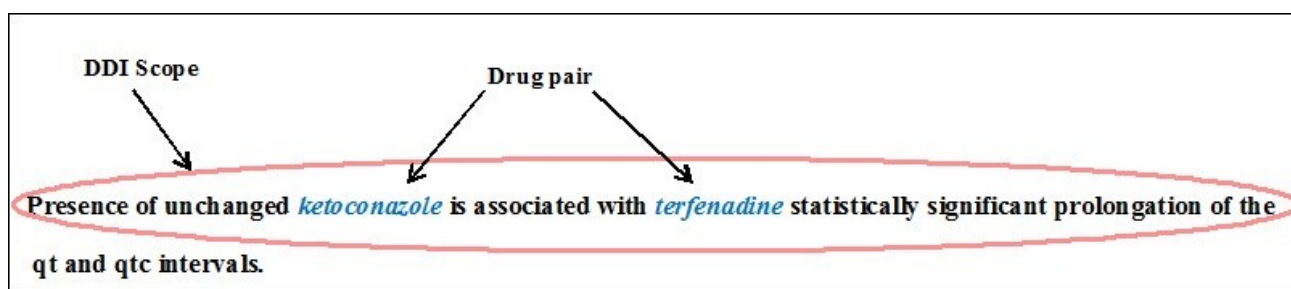 DDI Scope
Drug pair
Presence of unchanged ketoconazole is associated with terfenadine statistically significant prolongation of the
qt and qtc intervals.